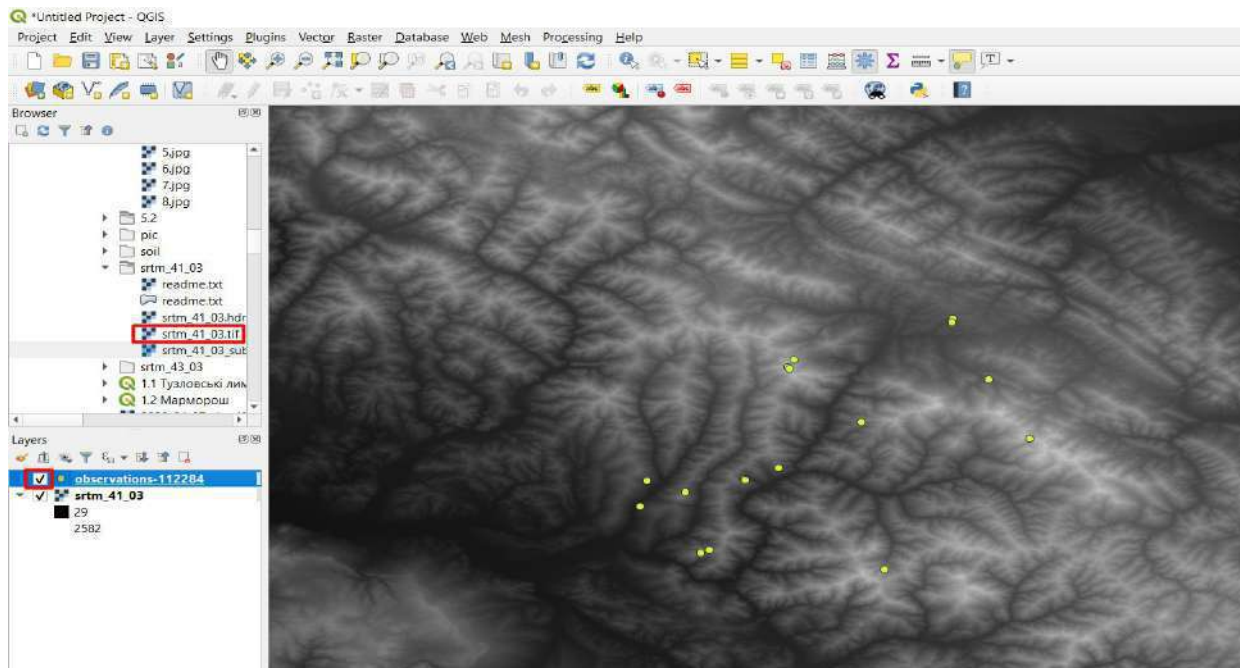 *Untitled Project - QGIS
Project Edit View Layer Settings Plugins Vector Raster Database Web Mesh Processing Help
Browser
5.jpg
6.jpg
7.jpg
8.jpg
5.2
pic
soil
srtm_41_03
readme.txt
readme.txt
srtm_41_03.hdr
srtm_41_03.tif
srtm_41_03_sub
srtm_43_03
1.1 Тузловські лим
1.2 Марморош
Layers
observations-112284
srtm_41_03
29
2582